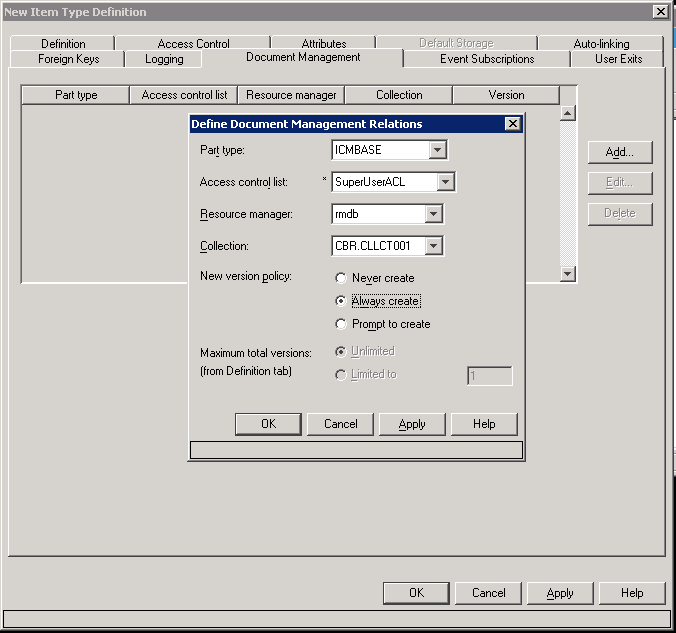 New Item Type Definition
Definition Access Control Attributes Default Storage Auto-linking
Foreign Keys Logging Document Management Event Subscriptions User Exits
Part type Access control list Resource manager Collection Version
Define Document Management Relations
Part type: ICMBASE
Access control list: * SuperUserACL
Resource manager: rmdb
Collection: CBR.CLLCT001
New version policy: Never create
Always create
Prompt to create
Maximum total versions: Unlimited
(from Definition tab) Limited to 1
OK Cancel Apply Help
Add...
Edit...
Delete
OK Cancel Apply Help